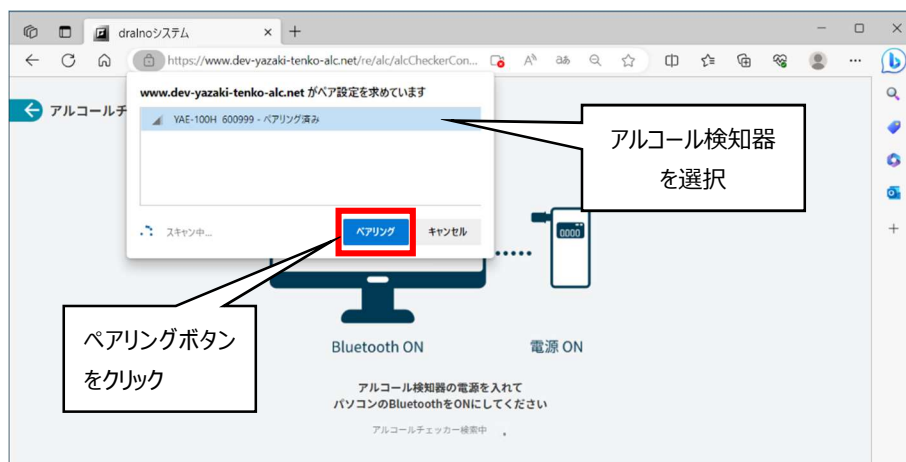 dralnoシステム
https://www.dev-yazaki-tenko-alc.net/re/alc/alcCheckerCon...
アルコールチ
www.dev-yazaki-tenko-alc.net がペア設定を求めています
YAE-100H 600999 - ペアリング済み
アルコール検知器
を選択
スキャン中...
ペアリング
キャンセル
0000
ペアリングボタン
をクリック
Bluetooth ON
電源 ON
アルコール検知器の電源を入れて
パソコンのBluetoothをONにしてください
アルコールチェッカー検索中 .